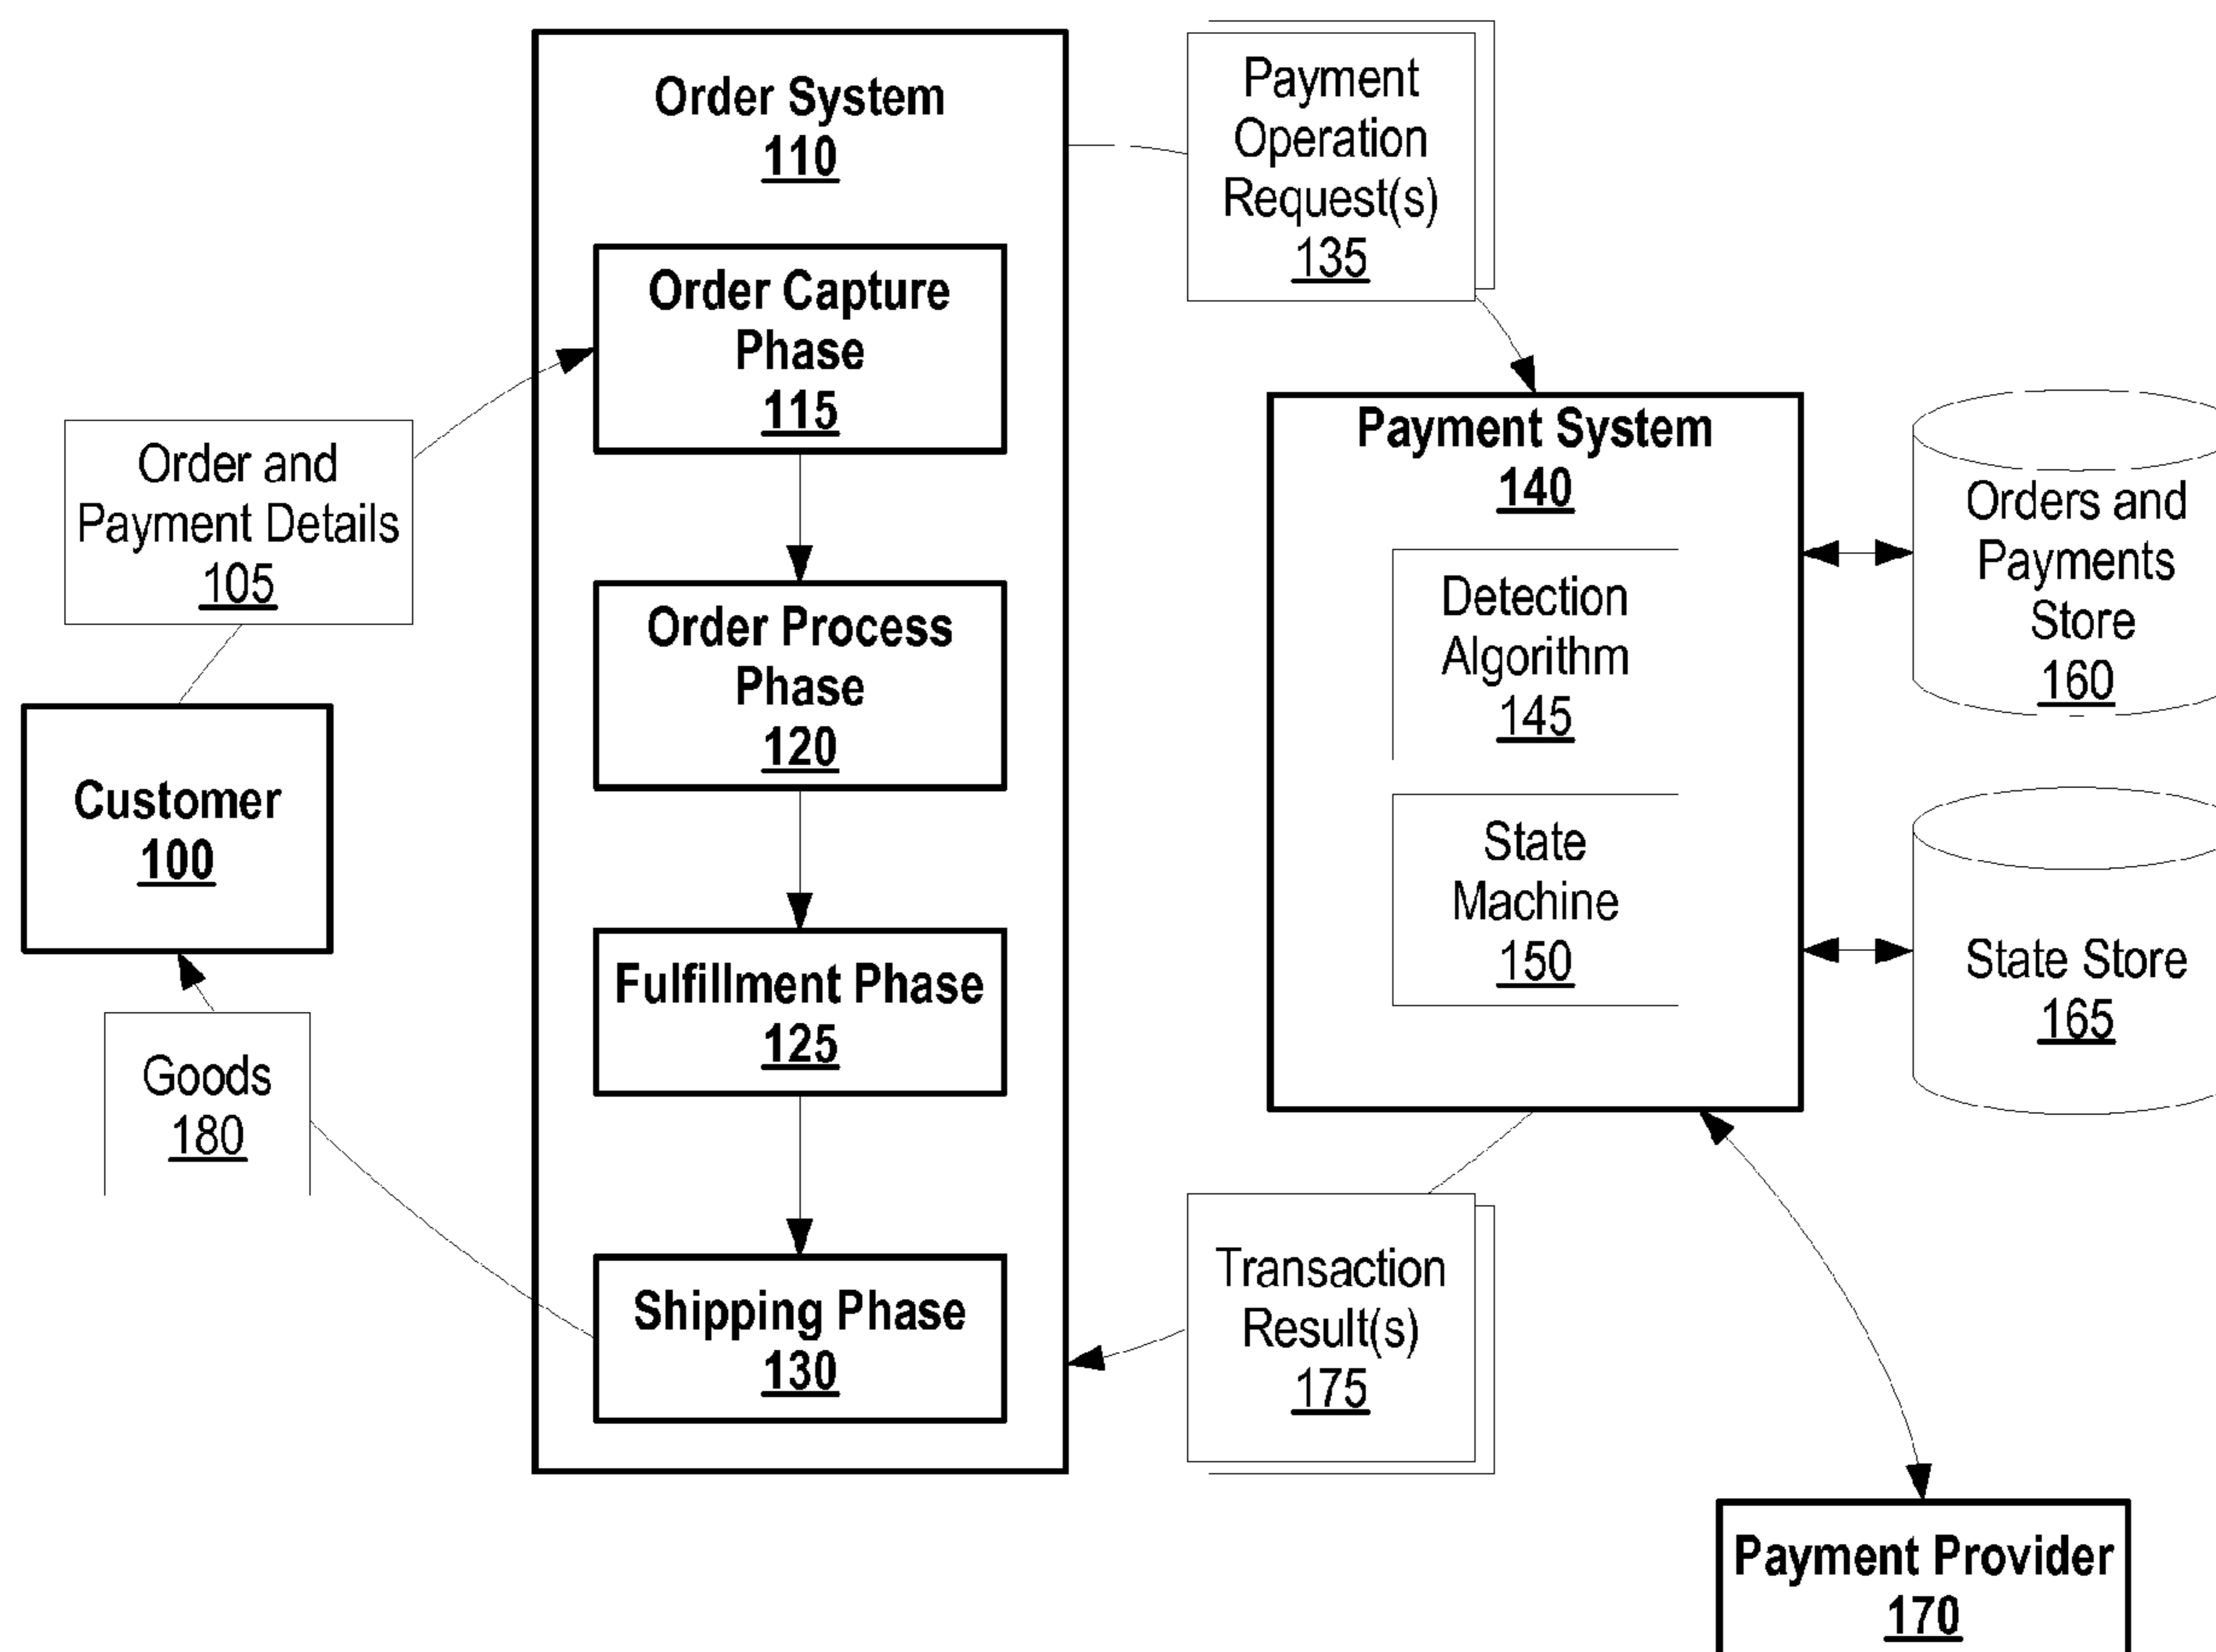 Order System
110
Order Capture
Phase
115
Order Process
Phase
120
Fulfillment Phase
125
Shipping Phase
130
Order and
Payment Details
105
Customer
100
Goods
180
Payment
Operation
Request(s)
135
Payment System
140
Detection
Algorithm
145
State
Machine
150
Orders and
Payments
Store
160
State Store
165
Transaction
Result(s)
175
Payment Provider
170